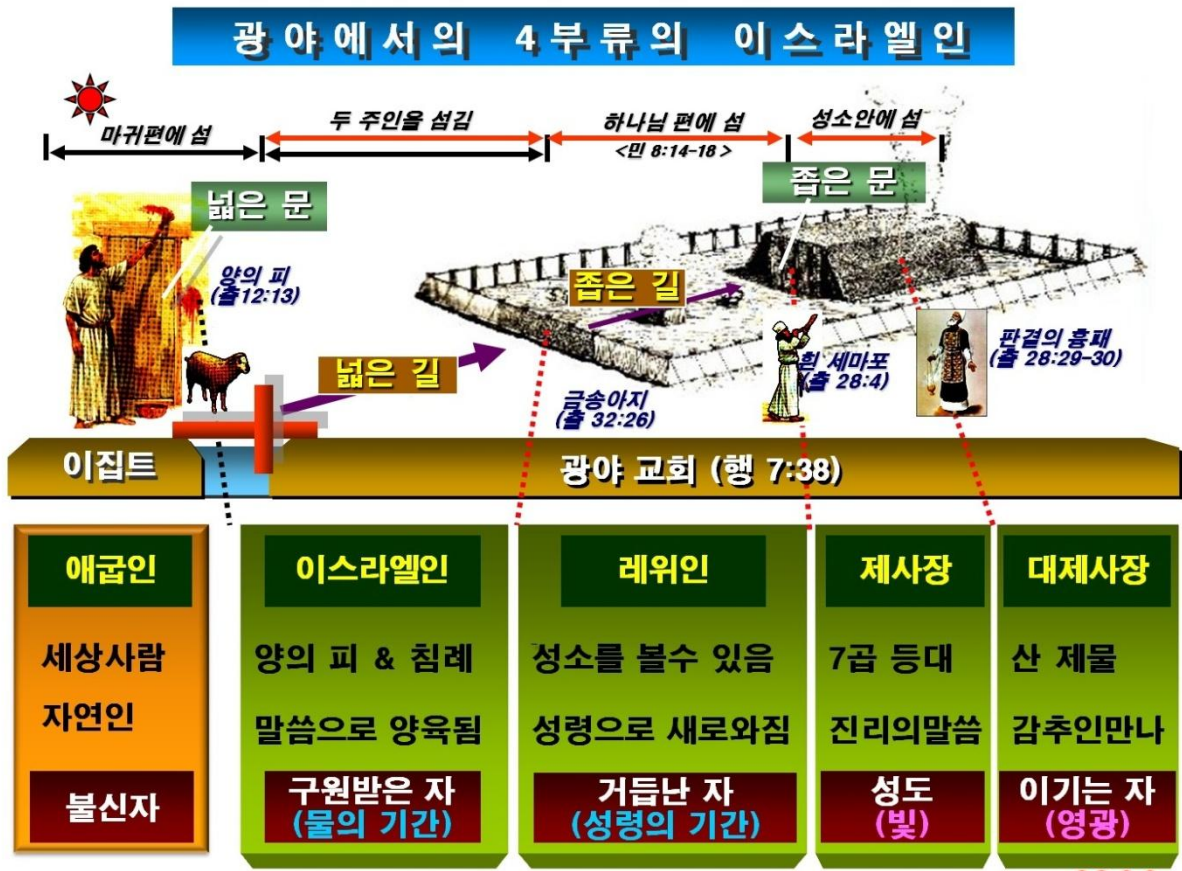 광야에서의 4부류의 이스라엘인
마귀편에 섬
두 주인을 섬김
하나님 편에 섬
<민 8:14-18 >
성소안에 섬
넓은 문
좁은 문
양의 피
(출12:13)
좁은 길
넓은 길
금송아지
(출 32:26)
흰 세마포
(출 28:4)
판결의 흉패
(출 28:29-30)
이집트
광야 교회 (행 7:38)
애굽인
세상사람
자연인
불신자
이스라엘인
양의 피 & 침례
말씀으로 양육됨
구원받은 자
(물의 기간)
레위인
성소를 볼수 있음
성령으로 새로와짐
거듭난 자
(성령의 기간)
제사장
7곱 등대
진리의말씀
성도
(빛)
대제사장
산 제물
감추인만나
이기는 자
(영광)